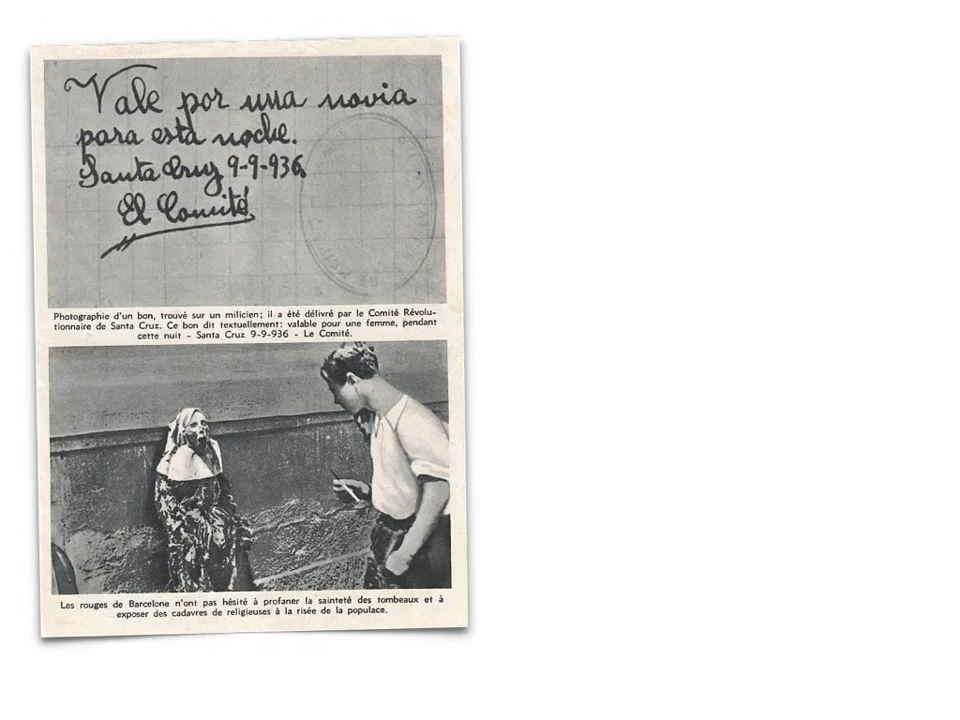 Vale por una novia
para esta noche.
Santa Cruz 9-9-936
El Comité
Photographie d'un bon, trouvé sur un milicien; il a été délivré par le Comité Révolu-
tionnaire de Santa Cruz. Ce bon dit textuellement: valable pour une femme, pendant
cette nuit - Santa Cruz 9-9-936 - Le Comité.
Les rouges de Barcelone n'ont pas hésité à profaner la sainteté des tombeaux et à
exposer des cadavres de religieuses à la risée de la populace.